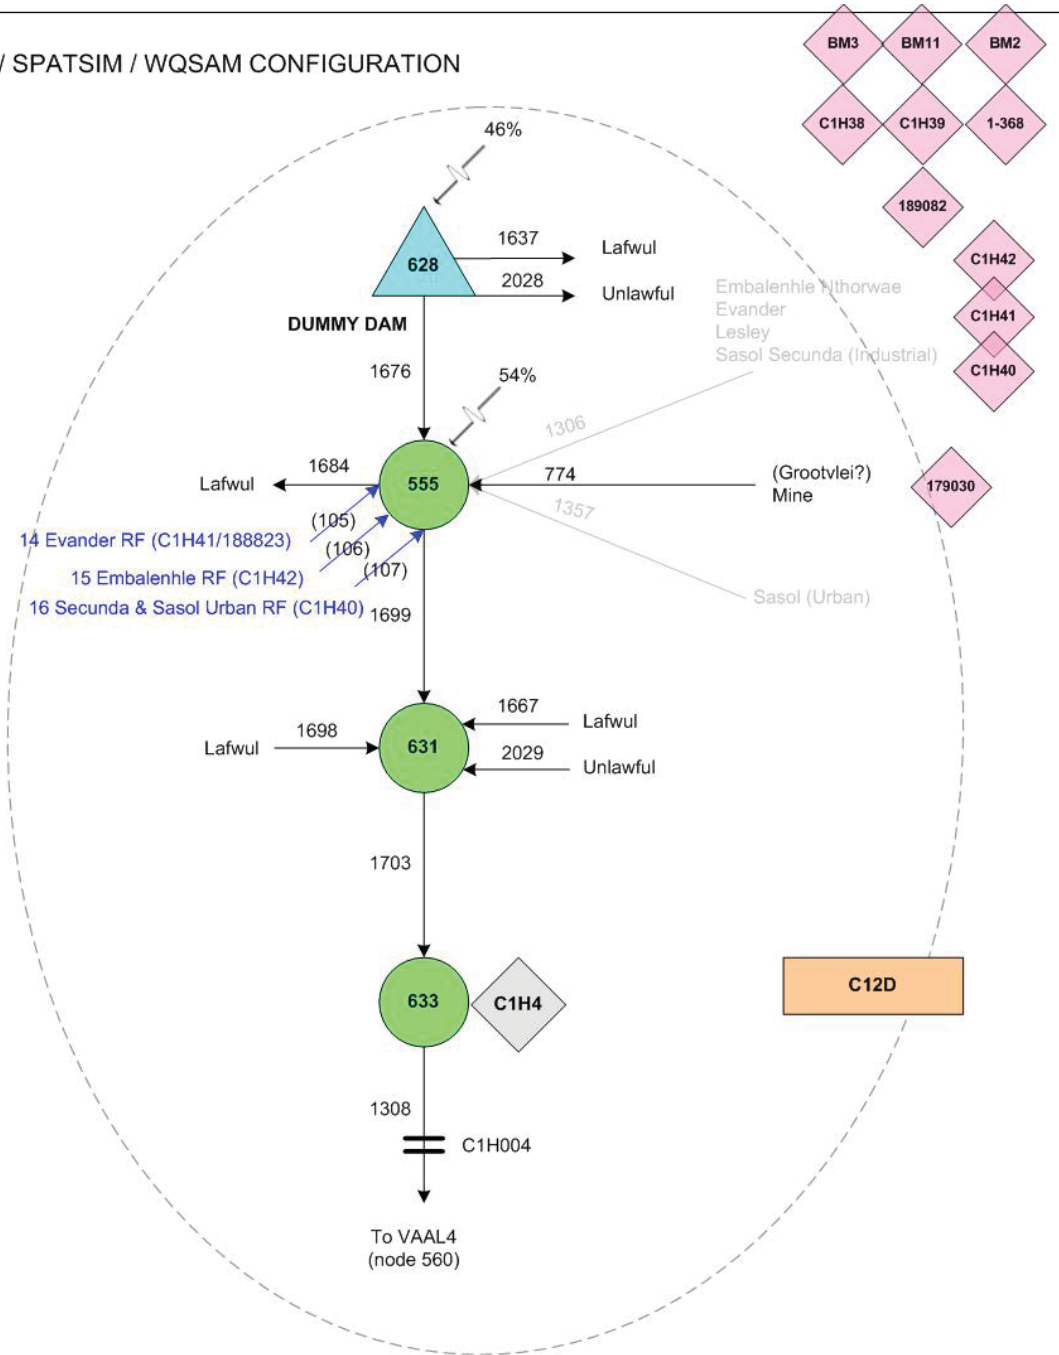 / SPATSIM / WQSAM CONFIGURATION
BM3
BM11
BM2
C1H38
C1H39
1-368
189082
C1H42
C1H41
C1H40
46%
628
1637
Lafwul
2028
Unlawful
DUMMY DAM
Embalenhle Hthorwae
Evander
Lesley
Sasol Secunda (Industrial)
1676
54%
1306
Lafwul
1684
555
774
(Grootvlei?)
Mine
179030
1357
(105)
14 Evander RF (C1H41/188823)
(106)
15 Embalenhle RF (C1H42)
(107)
16 Secunda & Sasol Urban RF (C1H40)
1699
Sasol (Urban)
1667
Lafwul
Lafwul
1698
631
2029
Unlawful
1703
633
C1H4
C12D
1308
C1H004
To VAAL4
(node 560)